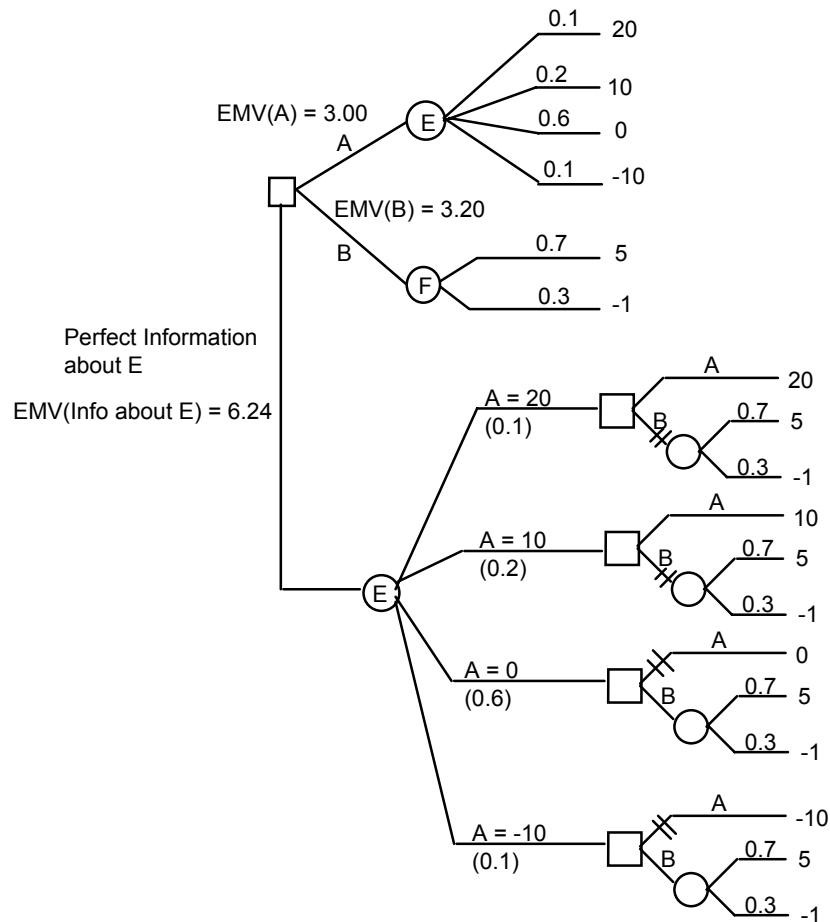 0.1 20
0.2 10
EMV(A) = 3.00
E
0.6 0
A
0.1 -10
EMV(B) = 3.20
0.7 5
B
F
0.3 -1
Perfect Information
about E
EMV(Info about E) = 6.24
A
20
A = 20
(0.1)
B
0.7 5
0.3 -1
A
10
A = 10
(0.2)
B
0.7 5
0.3 -1
E
A
0
A = 0
(0.6)
B
0.7 5
0.3 -1
A
-10
A = -10
(0.1)
B
0.7 5
0.3 -1